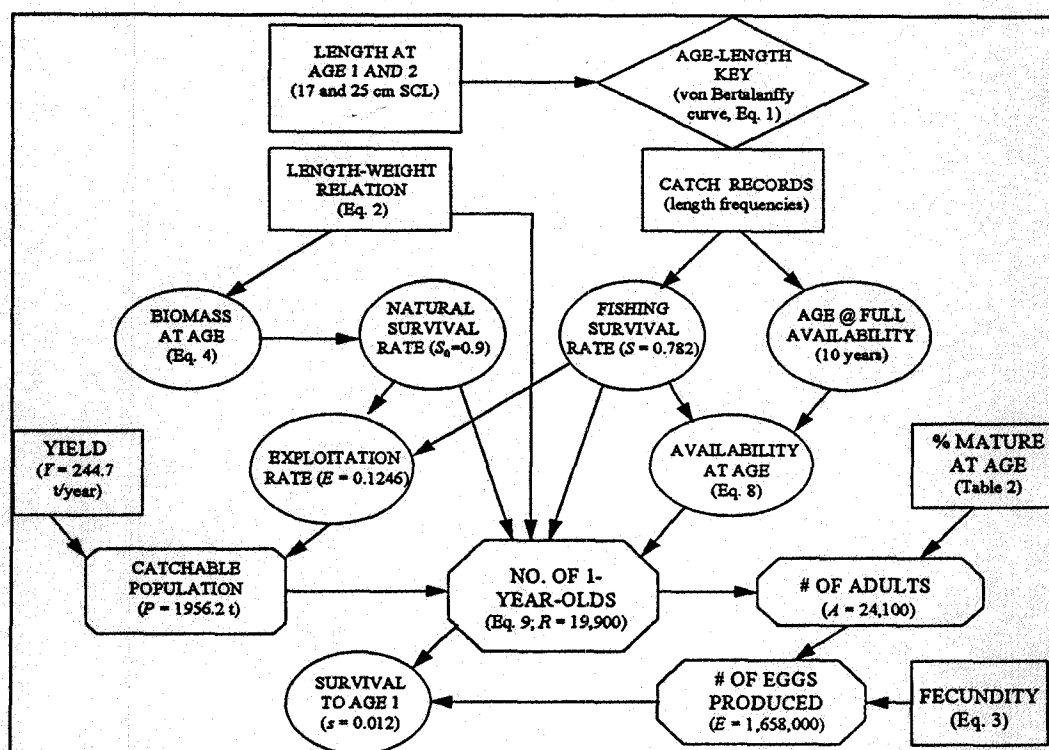 LENGTH AT
AGE 1 AND 2
(17 and 25 cm SCL)
AGE-LENGTH
KEY
(von Bertalanffy
curve, Eq. 1)
LENGTH-WEIGHT
RELATION
(Eq. 2)
CATCH RECORDS
(length frequencies)
BIOMASS
AT AGE
(Eq. 4)
NATURAL
SURVIVAL
RATE (S₀=0.9)
FISHING
SURVIVAL
RATE (S = 0.782)
AGE @ FULL
AVAILABILITY
(10 years)
YIELD
(Y = 244.7
t/year)
EXPLOITATION
RATE (E = 0.1246)
AVAILABILITY
AT AGE
(Eq. 8)
% MATURE
AT AGE
(Table 2)
CATCHABLE
POPULATION
(P = 1956.2 t)
NO. OF 1-
YEAR-OLDS
(Eq. 9; R = 19,900)
# OF ADULTS
(A = 24,100)
SURVIVAL
TO AGE 1
(s = 0.012)
# OF EGGS
PRODUCED
(E = 1,658,000)
FECUNDITY
(Eq. 3)